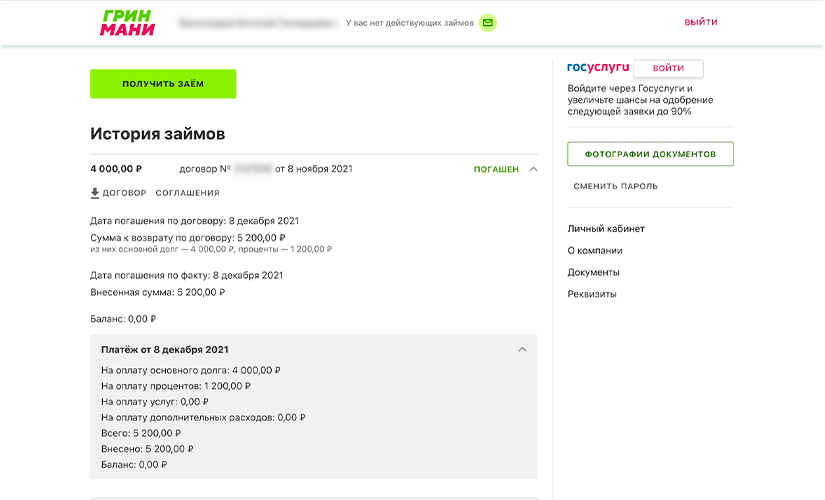 ГРИН
МАНИ
У вас нет действующих займов
ВЫЙТИ
ПОЛУЧИТЬ ЗАЁМ
История займов
4 000,00 ₽ договор № от 8 ноября 2021 ПОГАШЕН
ДОГОВОР СОГЛАШЕНИЯ
Дата погашения по договору: 8 декабря 2021
Сумма к возврату по договору: 5 200,00 ₽
из них основной долг — 4 000,00 ₽, проценты — 1 200,00 ₽
Дата погашения по факту: 8 декабря 2021
Внесенная сумма: 5 200,00 ₽
Баланс: 0,00 ₽
Платёж от 8 декабря 2021
На оплату основного долга: 4 000,00 ₽
На оплату процентов: 1 200,00 ₽
На оплату услуг: 0,00 ₽
На оплату дополнительных расходов: 0,00 ₽
Всего: 5 200,00 ₽
Внесено: 5 200,00 ₽
Баланс: 0,00 ₽
госуслуги ВОЙТИ
Войдите через Госуслуги и
увеличьте шансы на одобрение
следующей заявки до 90%
ФОТОГРАФИИ ДОКУМЕНТОВ
СМЕНИТЬ ПАРОЛЬ
Личный кабинет
О компании
Документы
Реквизиты